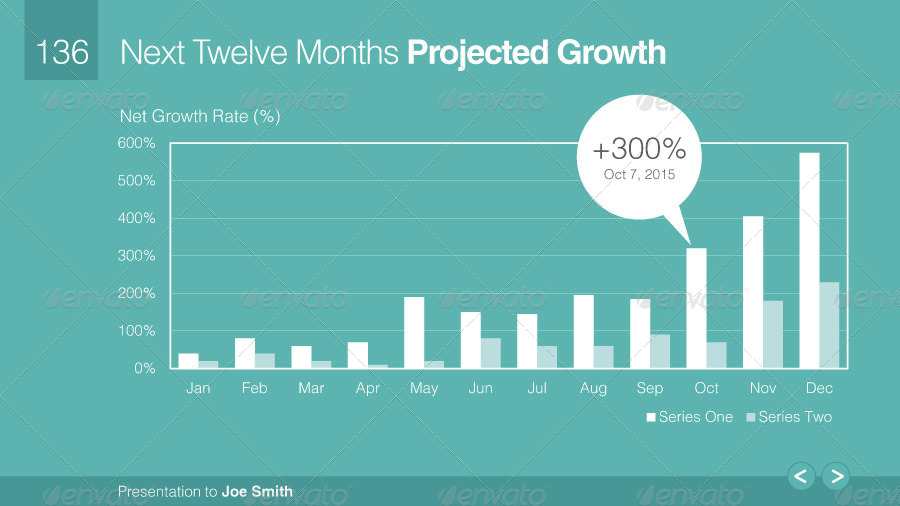 136
Next Twelve Months Projected Growth
Net Growth Rate (%)
600%
500%
400%
300%
200%
100%
0%
+300%
Oct 7, 2015
Jan Feb Mar Apr May Jun Jul Aug Sep Oct Nov Dec
Series One Series Two
Presentation to Joe Smith
< >
envato